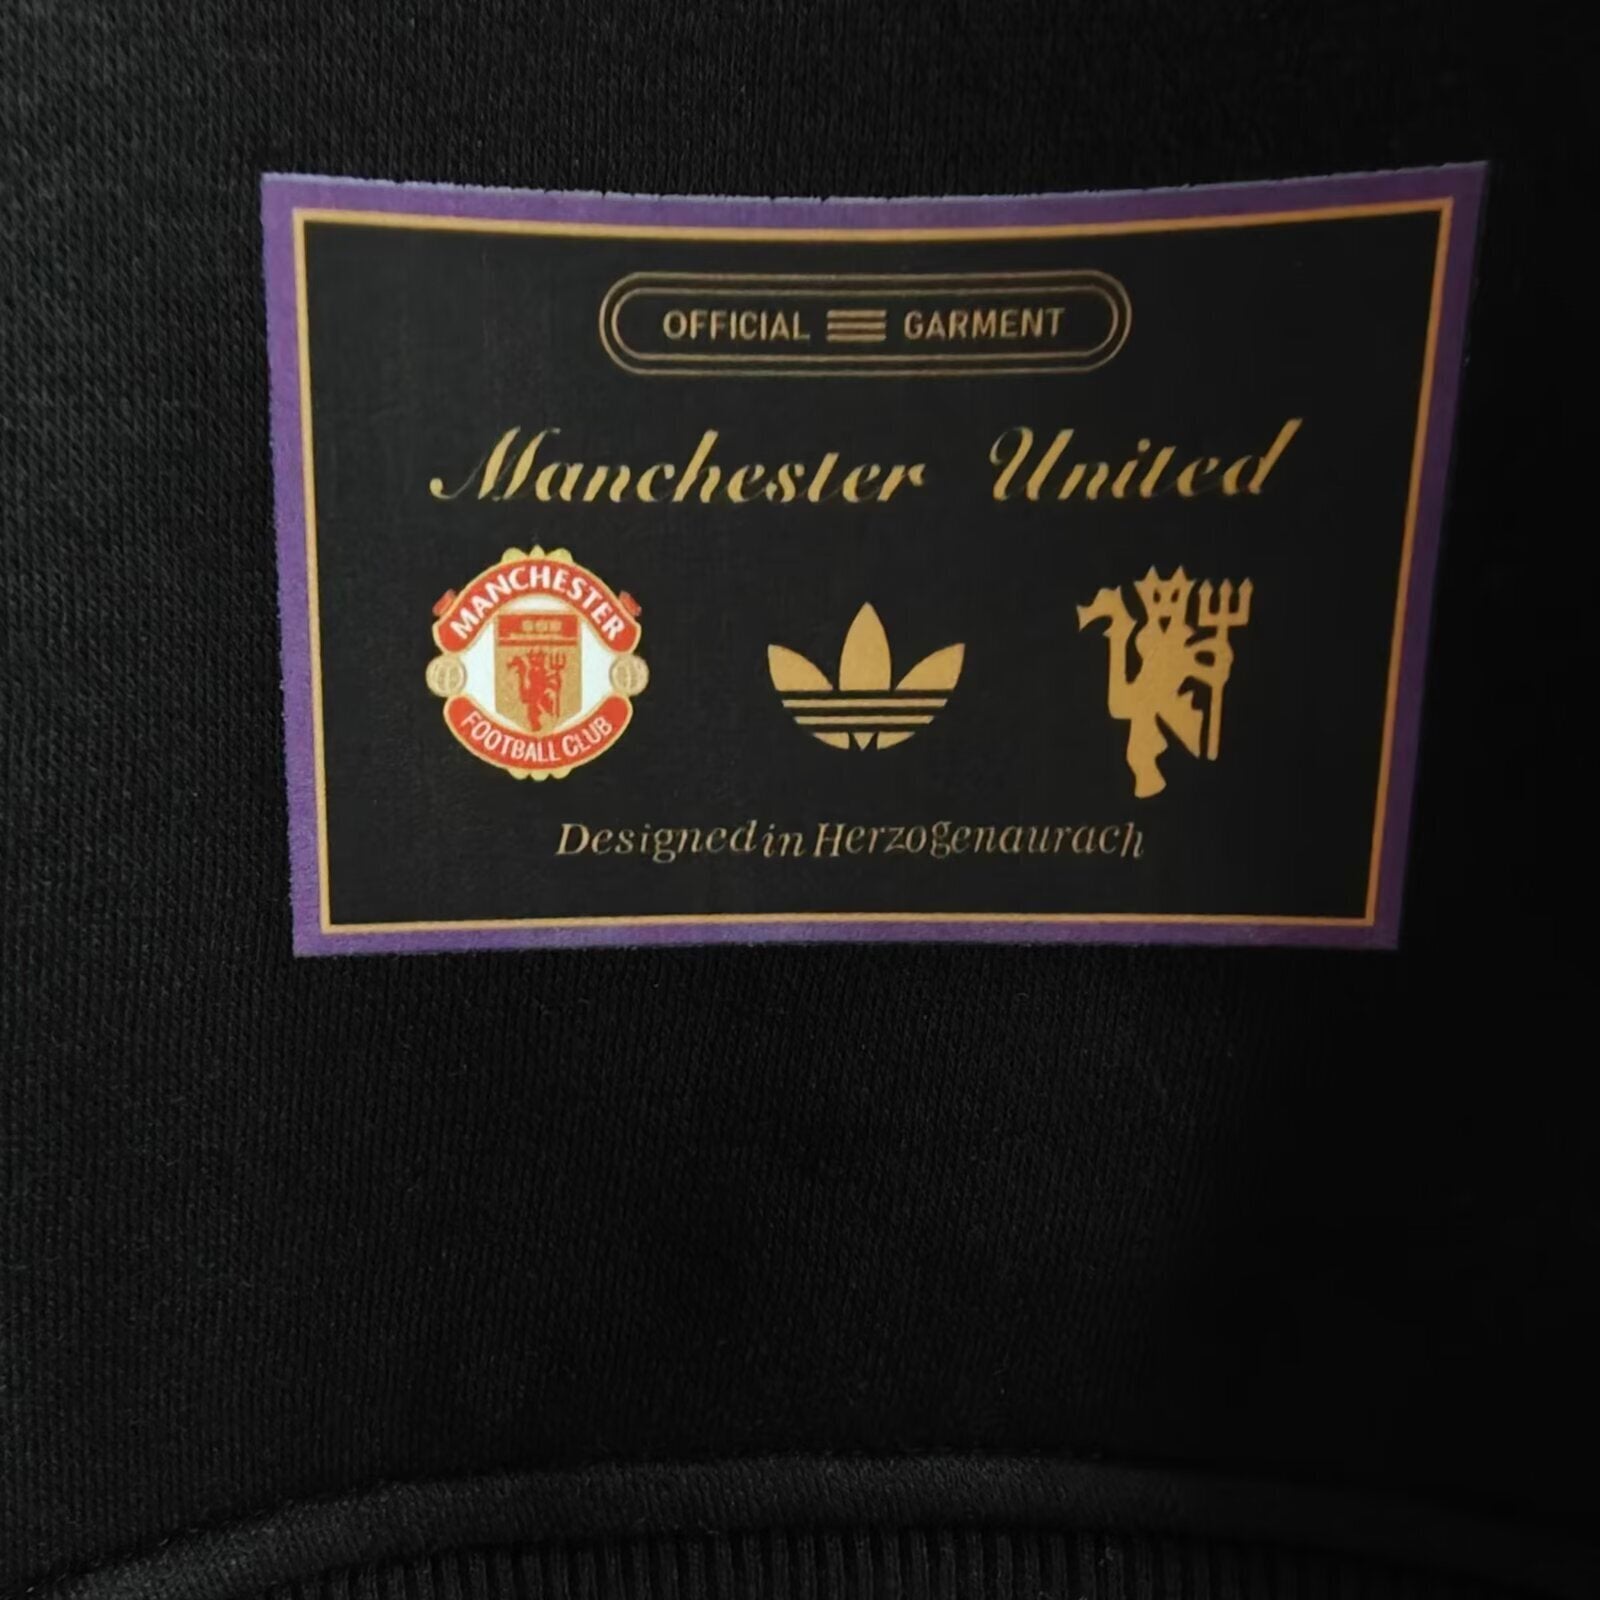 OFFICIAL GARMENT
Manchester United
MANCHESTER
FOOTBALL CLUB
Designed in Herzogenaurach